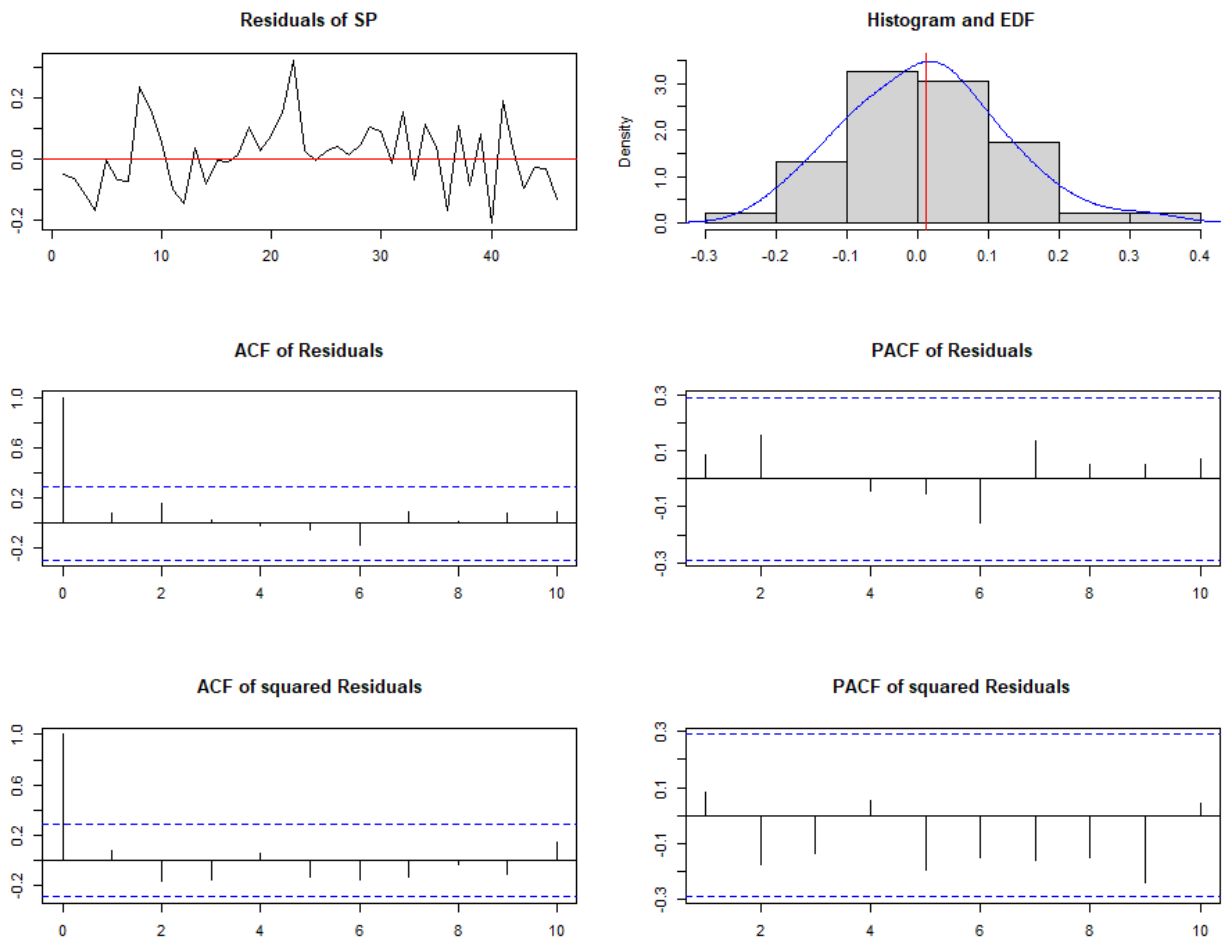 Residuals of SP
0.2
0.0
-0.2
0 10 20 30 40
Histogram and EDF
Density
3.0
2.0
1.0
0.0
-0.3 -0.2 -0.1 0.0 0.1 0.2 0.3 0.4
ACF of Residuals
1.0
0.6
0.2
-0.2
0 2 4 6 8 10
PACF of Residuals
0.3
0.1
-0.1
-0.3
2 4 6 8 10
ACF of squared Residuals
1.0
0.6
0.2
-0.2
0 2 4 6 8 10
PACF of squared Residuals
0.3
0.1
-0.1
-0.3
2 4 6 8 10